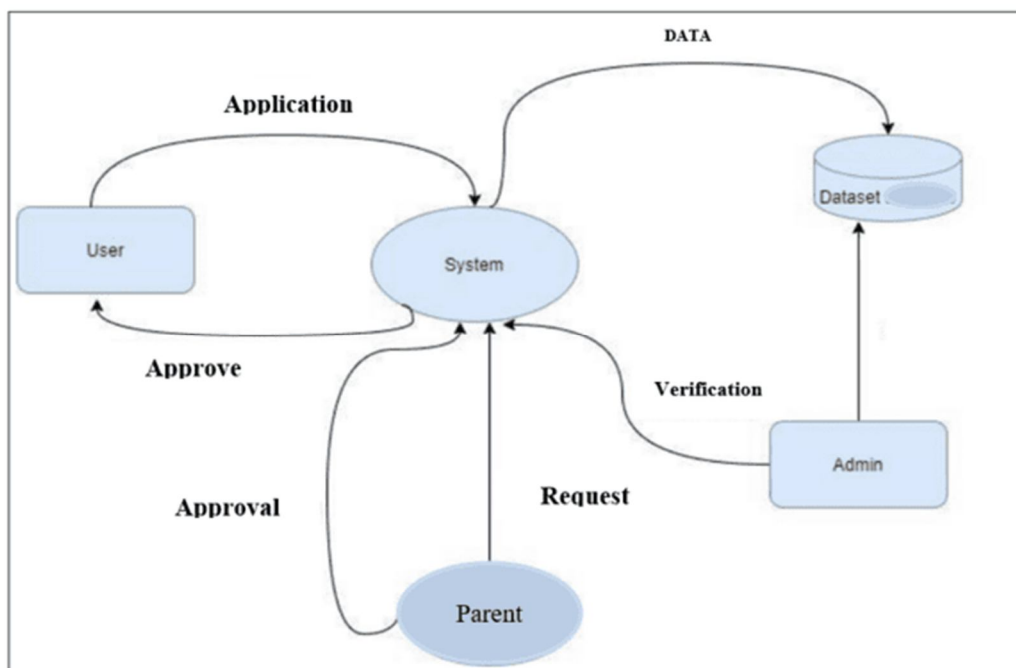 DATA
Application
Dataset
User
System
Approve
Verification
Admin
Approval
Request
Parent